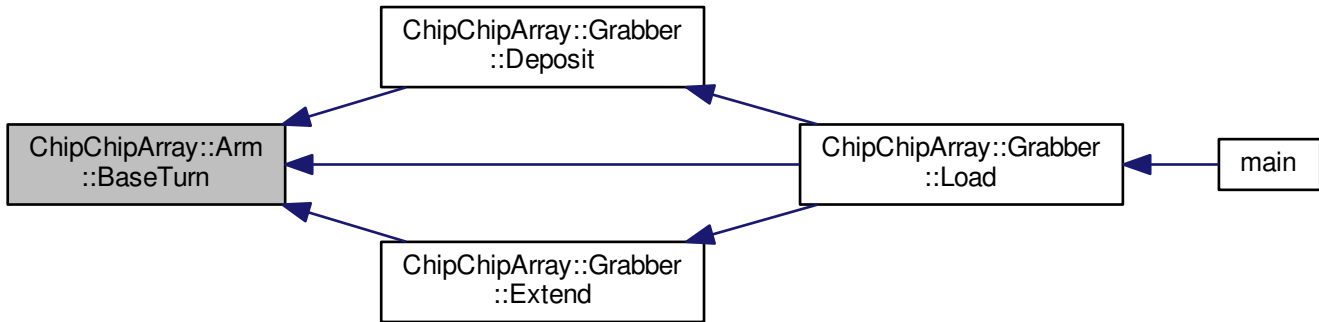 ChipChipArray::Grabber
::Deposit
ChipChipArray::Arm
::BaseTurn
ChipChipArray::Grabber
::Load
main
ChipChipArray::Grabber
::Extend